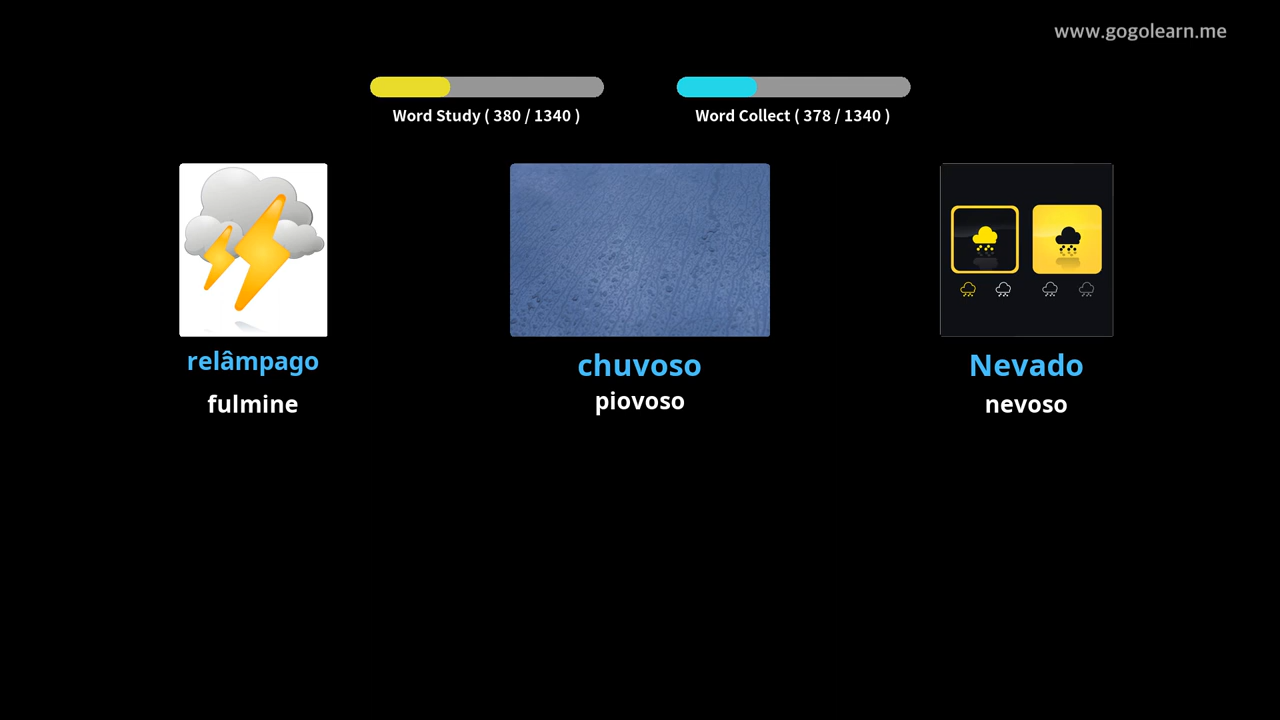 www.gogolearn.me
Word Study ( 380 / 1340 )
Word Collect ( 378 / 1340 )
relâmpago
fulmine
chuvoso
piovoso
Nevado
nevoso